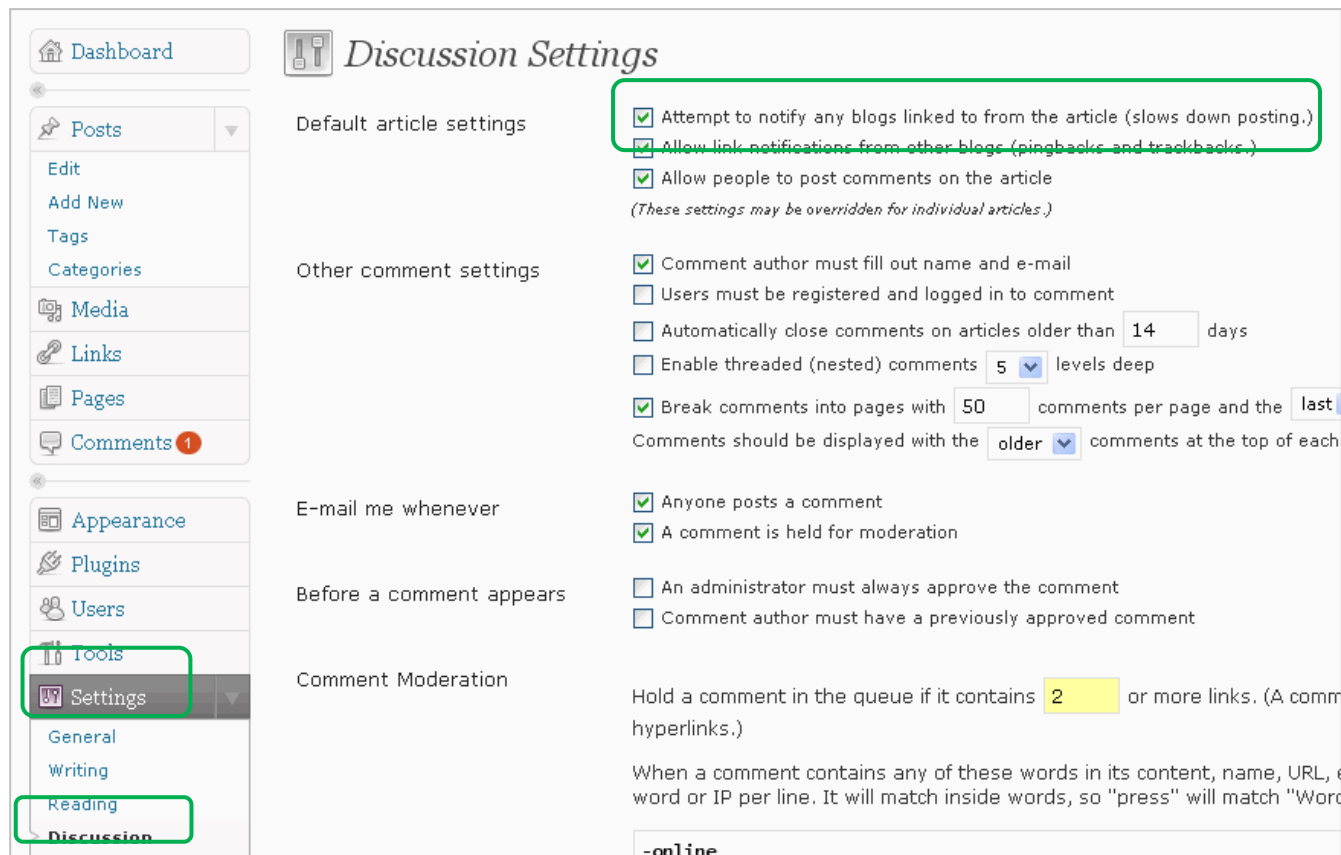 Dashboard
Posts
Edit
Add New
Tags
Categories
Media
Links
Pages
Comments 1
Appearance
Plugins
Users
Tools
Settings
General
Writing
Reading
Discussion
Discussion Settings
Default article settings
Attempt to notify any blogs linked to from the article (slows down posting.)
Allow link notifications from other blogs (pingbacks and trackbacks.)
Allow people to post comments on the article
(These settings may be overridden for individual articles.)
Other comment settings
Comment author must fill out name and e-mail
Users must be registered and logged in to comment
Automatically close comments on articles older than 14 days
Enable threaded (nested) comments 5 levels deep
Break comments into pages with 50 comments per page and the last
Comments should be displayed with the older comments at the top of each
E-mail me whenever
Anyone posts a comment
A comment is held for moderation
Before a comment appears
An administrator must always approve the comment
Comment author must have a previously approved comment
Comment Moderation
Hold a comment in the queue if it contains 2 or more links. (A
hyperlinks.)
When a comment contains any of these words in its content, name, URL,
word or IP per line. It will match inside words, so "press" will match
-online